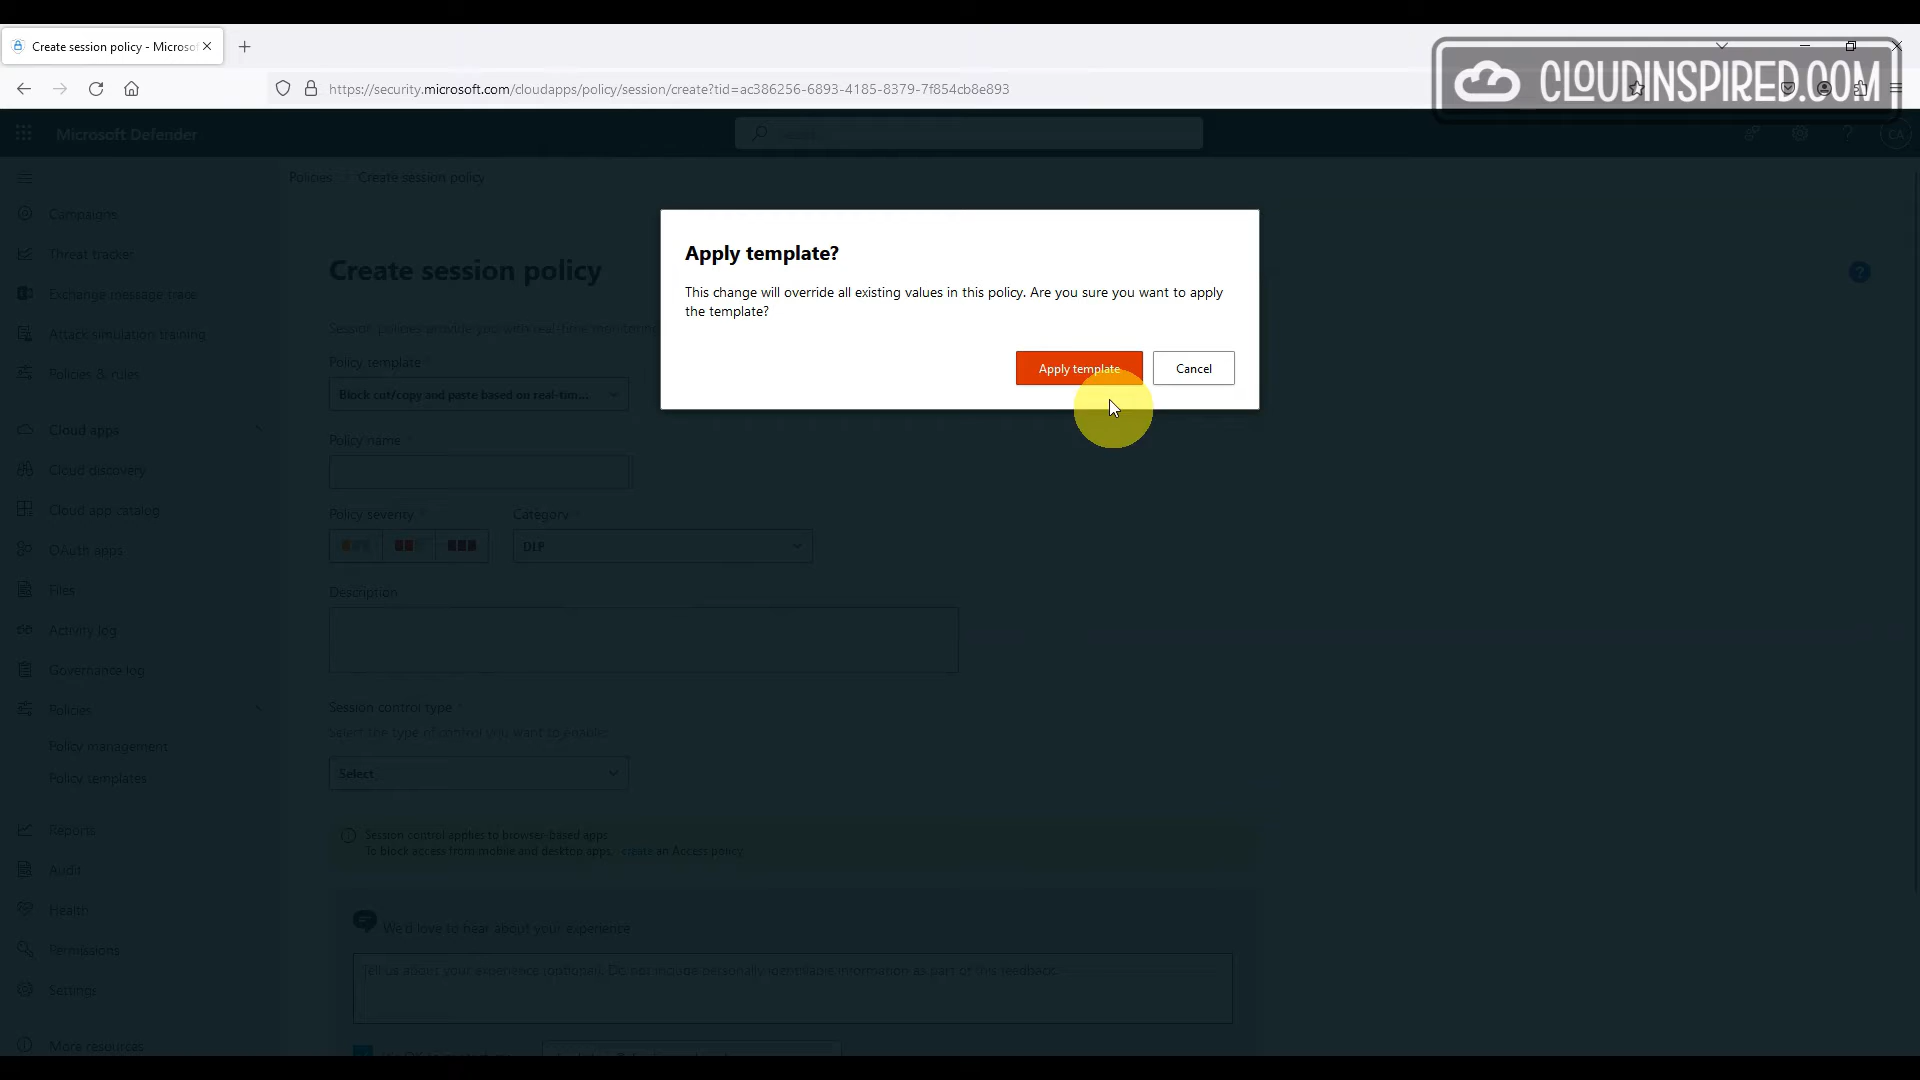 Create session policy - Microso
CLOUDINSPIRED.COM
https://security.microsoft.com/cloudapps/policy/session/create?tid=ac386256-6893-4185-8379-7f854cb8e893
Microsoft Defender
Search
Policies Create session policy
Campaigns
Threat tracker
Exchange message trace
Attack simulation training
Policies & rules
Cloud apps
Cloud discovery
Cloud app catalog
OAuth apps
Files
Activity log
Governance log
Policies
Policy management
Policy templates
Reports
Audit
Health
Permissions
Settings
More resources
Create session policy
Session policies provide you with real-time monitorin
Policy template *
Block cut/copy and paste based on real-tim...
Policy name *
Policy severity * Category *
DLP
Description
Session control type *
Select the type of control you want to enable:
Select
Session control applies to browser-based apps
To block access from mobile and desktop apps, create an Access policy
We'd love to hear about your experience
Tell us about your experience (optional). Do not include personally identifiable information as part of this feedback.
Apply template?
This change will override all existing values in this policy. Are you sure you want to apply
the template?
Apply template Cancel
CA